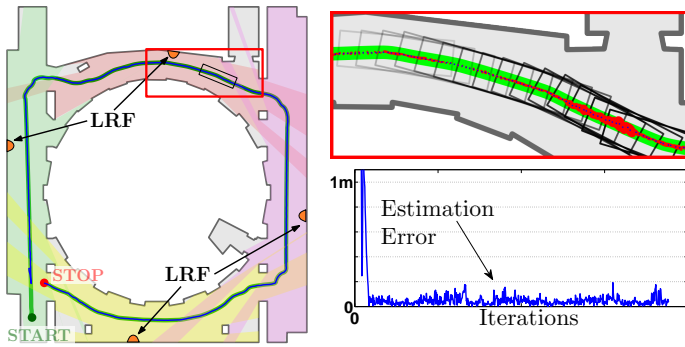 LRF
LRF
STOP
START
1m
Estimation
Error
0
0
Iterations